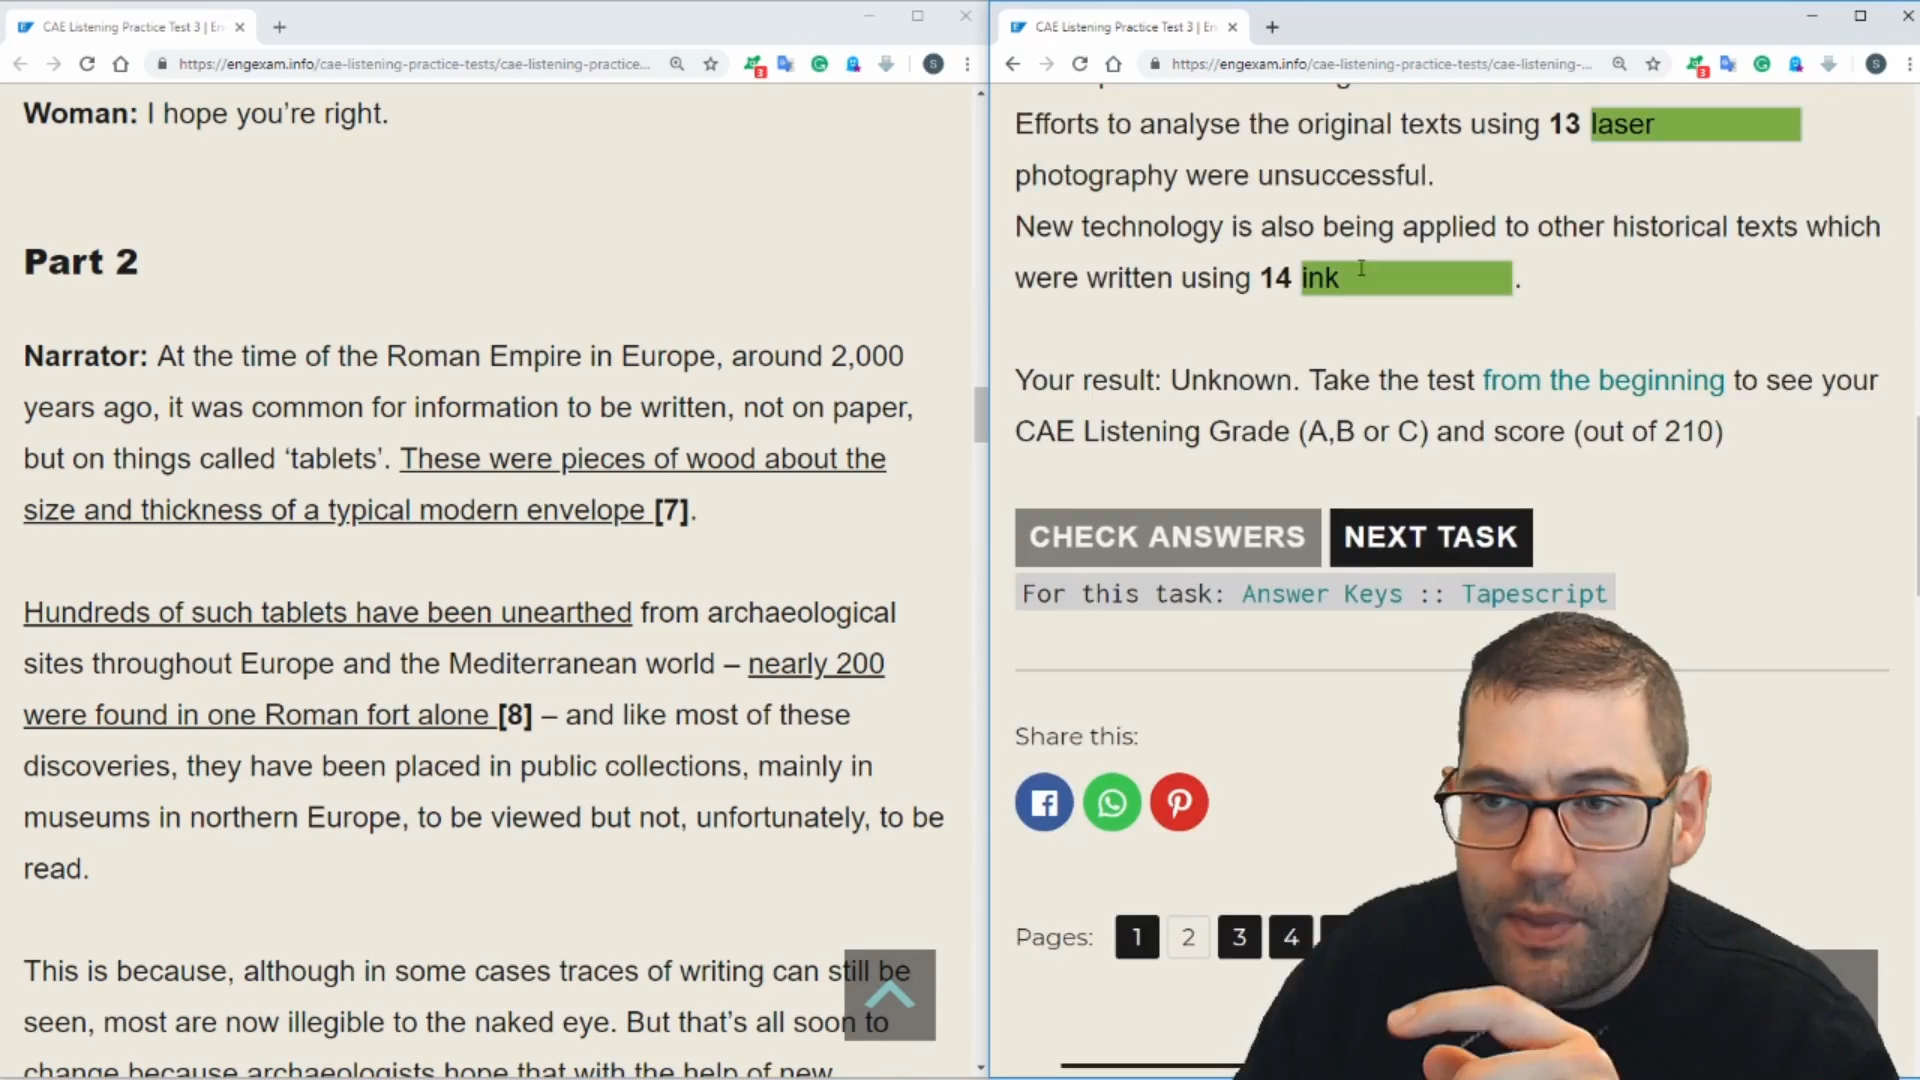 CAE Listening Practice Test 3 | En
https://engexam.info/cae-listening-practice-tests/cae-listening-practice...
3
S
Woman: I hope you're right.
Part 2
Narrator: At the time of the Roman Empire in Europe, around 2,000
years ago, it was common for information to be written, not on paper,
but on things called ‘tablets’. These were pieces of wood about the
size and thickness of a typical modern envelope [7].
Hundreds of such tablets have been unearthed from archaeological
sites throughout Europe and the Mediterranean world – nearly 200
were found in one Roman fort alone [8] – and like most of these
discoveries, they have been placed in public collections, mainly in
museums in northern Europe, to be viewed but not, unfortunately, to be
read.
This is because, although in some cases traces of writing can still be
seen, most are now illegible to the naked eye. But that’s all soon to
change because archaeologists hope that with the help of new
CAE Listening Practice Test 3 | En
https://engexam.info/cae-listening-practice-tests/cae-listening-...
3
S
Efforts to analyse the original texts using 13 laser
photography were unsuccessful.
New technology is also being applied to other historical texts which
were written using 14 ink .
Your result: Unknown. Take the test from the beginning to see your
CAE Listening Grade (A,B or C) and score (out of 210)
CHECK ANSWERS NEXT TASK
For this task: Answer Keys :: Tapescript
Share this:
Pages: 1 2 3 4